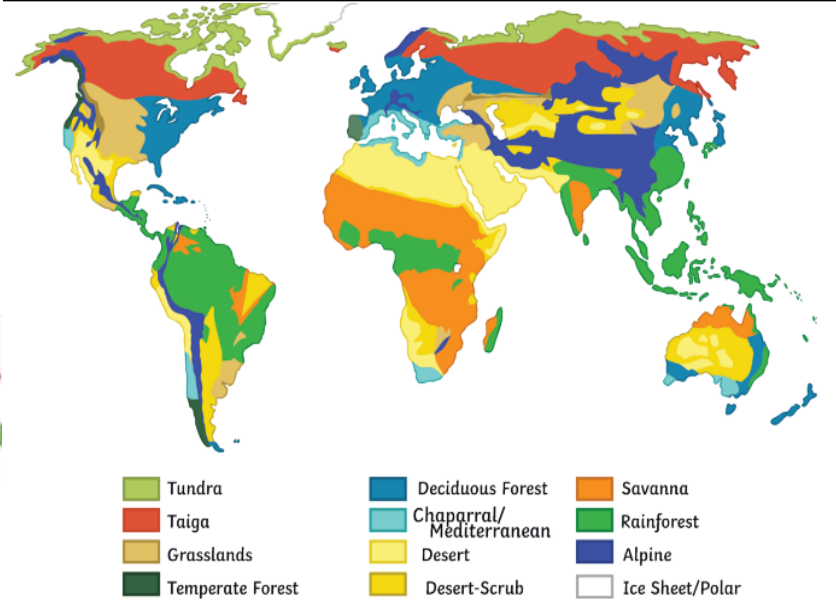 Tundra
Taiga
Grasslands
Temperate Forest
Deciduous Forest
Chaparral/
Mediterranean
Desert
Desert-Scrub
Savanna
Rainforest
Alpine
Ice Sheet/Polar